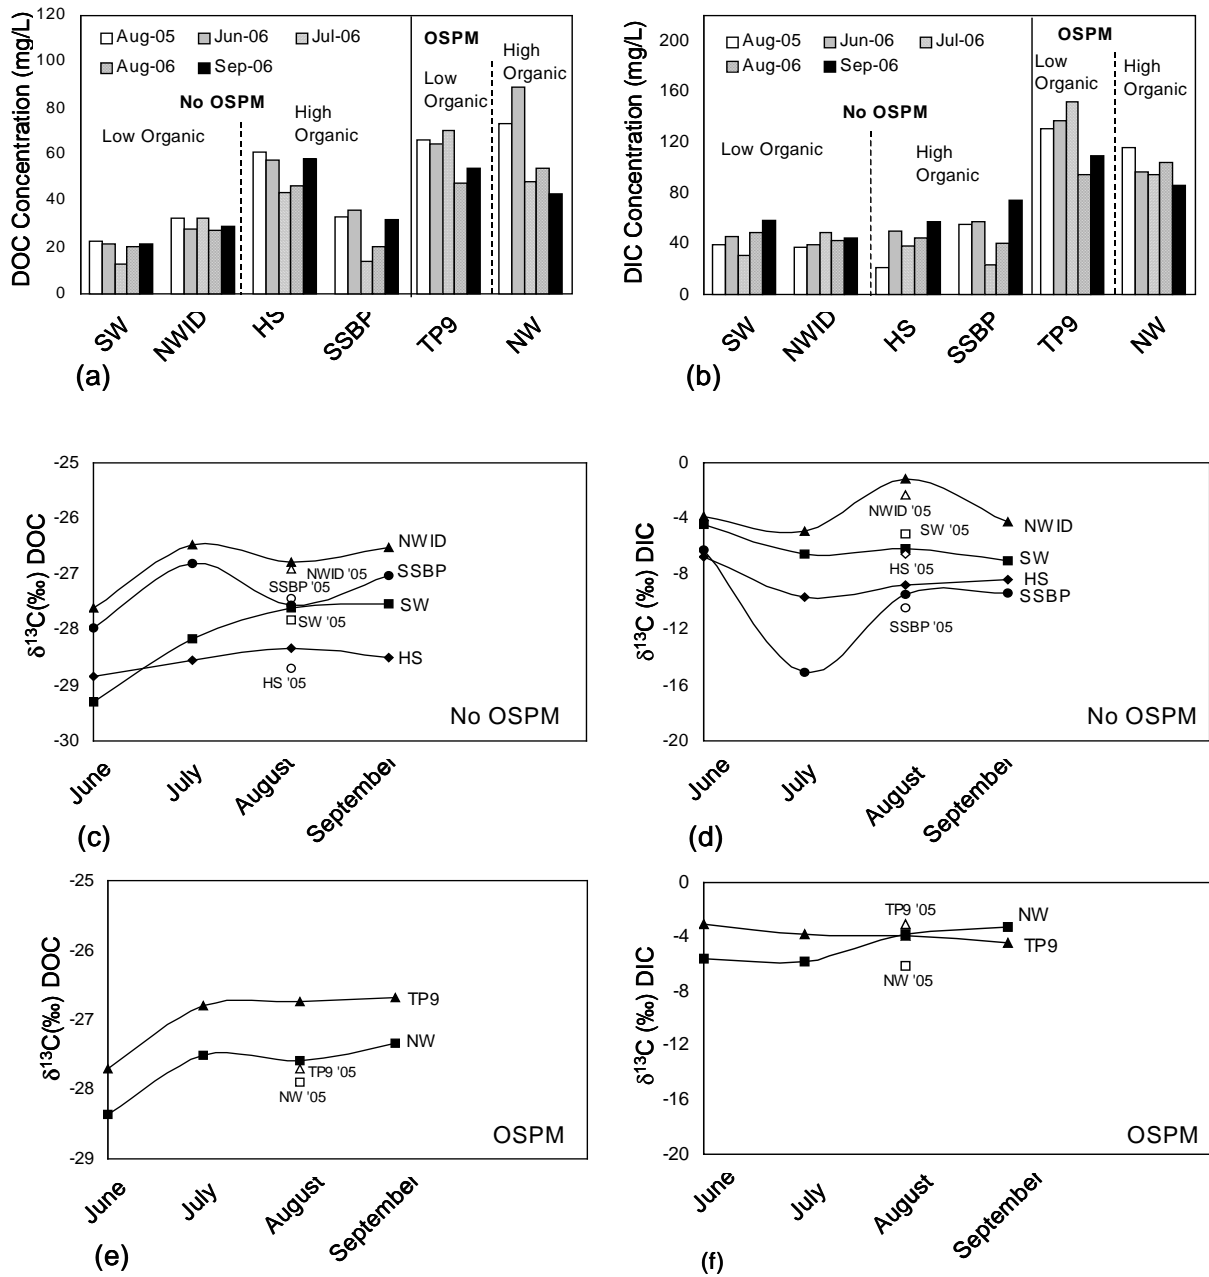 DOC Concentration (mg/L)
120
100
80
60
40
20
0
Aug-05 Jun-06 Jul-06
Aug-06 Sep-06
OSPM
No OSPM
Low Organic
High
Organic
Low
Organic
High
Organic
SW NWID HS SSBP TP9 NW
(a)
DIC Concentration (mg/L)
200
160
120
80
40
0
Aug-05 Jun-06 Jul-06
Aug-06 Sep-06
OSPM
No OSPM
Low Organic
High
Organic
Low
Organic
High
Organic
SW NWID HS SSBP TP9 NW
(b)
δ13C(‰) DOC
-25
-26
-27
-28
-29
-30
NWID
SSBP
SW
HS
NWID '05
SSBP '05
SW '05
HS '05
No OSPM
June July August September
(c)
δ13C (‰) DIC
0
-4
-8
-12
-16
-20
NWID
SW
HS
SSBP
NWID '05
SW '05
HS '05
SSBP '05
No OSPM
June July August September
(d)
δ13C(‰) DOC
-25
-26
-27
-28
-29
TP9
NW
TP9 '05
NW '05
OSPM
June July August September
(e)
δ13C (‰) DIC
0
-4
-8
-12
-16
-20
TP9 '05
NW
TP9
NW '05
OSPM
June July August September
(f)